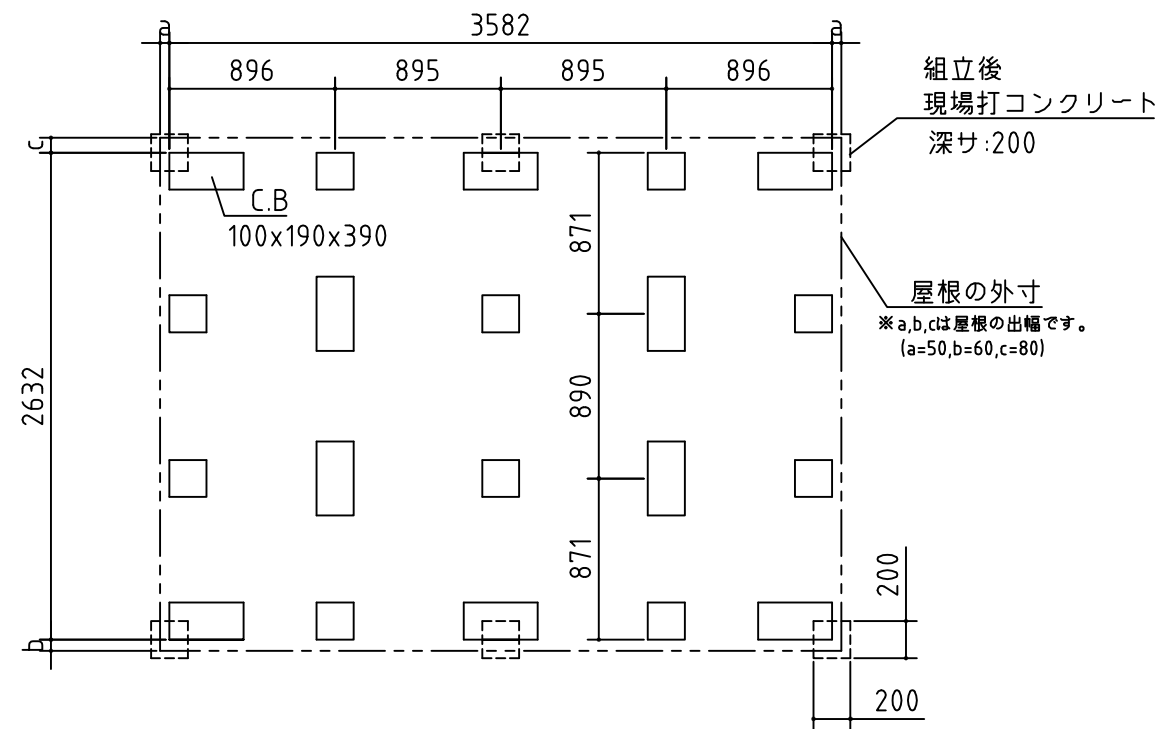 a 3582 a
896 895 895 896
組立後
現場打コンクリート
深サ:200
c
C.B
100x190x390
871
屋根の外寸
※a,b,cは屋根の出幅です。
(a=50,b=60,c=80)
2632
890
871
200
b
200